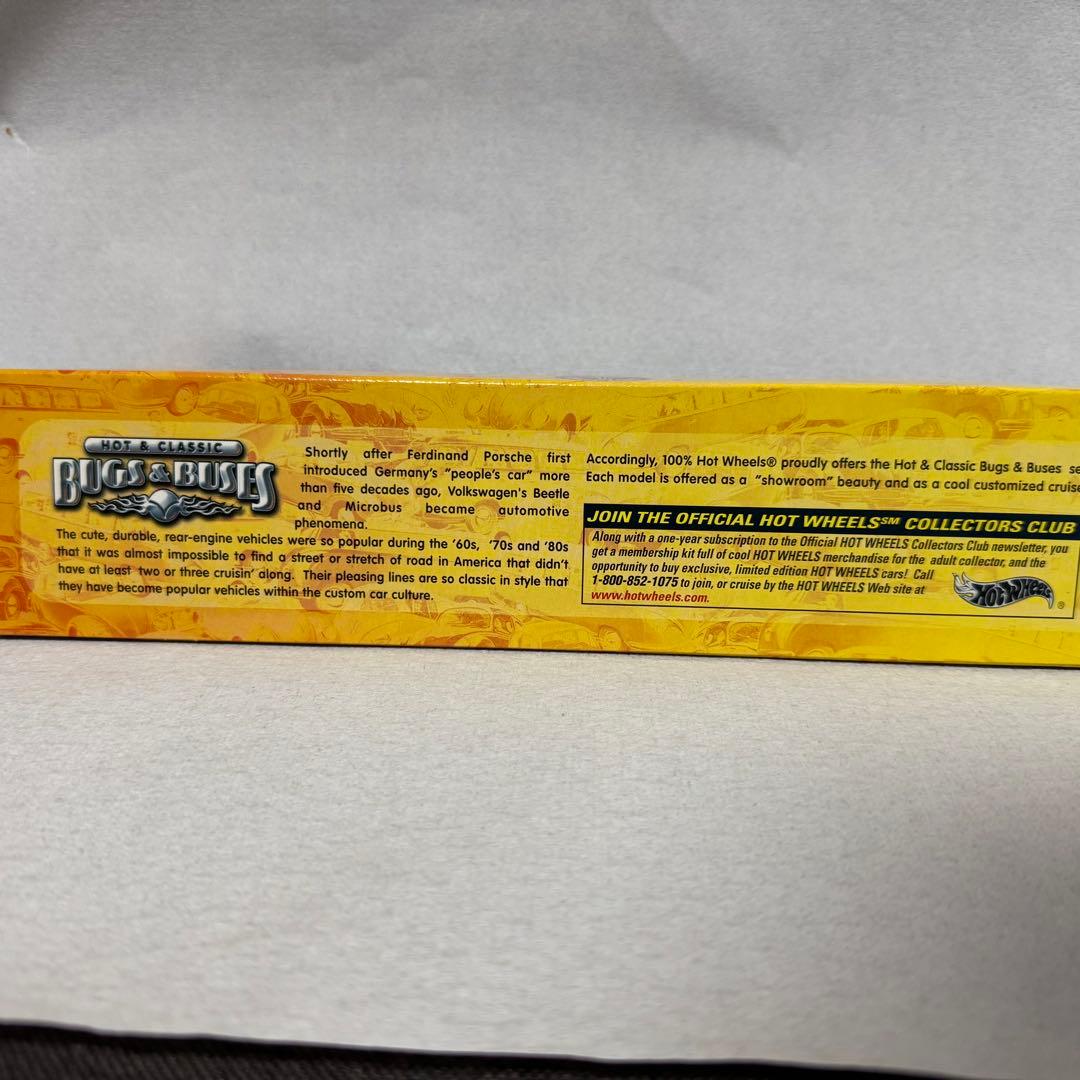 HOT & CLASSIC
BUGS & BUSES
Shortly after Ferdinand Porsche first
introduced Germany's "people's car" more
than five decades ago, Volkswagen's Beetle
and Microbus became automotive
phenomena.
The cute, durable, rear-engine vehicles were so popular during the '60s, '70s and '80s
that it was almost impossible to find a street or stretch of road in America that didn't
have at least two or three cruisin' along. Their pleasing lines are so classic in style that
they have become popular vehicles within the custom car culture.
Accordingly, 100% Hot Wheels® proudly offers the Hot & Classic Bugs & Buses se
Each model is offered as a "showroom" beauty and as a cool customized cruise
JOIN THE OFFICIAL HOT WHEELS℠ COLLECTORS CLUB
Along with a one-year subscription to the Official HOT WHEELS Collectors Club newsletter, you
get a membership kit full of cool HOT WHEELS merchandise for the adult collector, and the
opportunity to buy exclusive, limited edition HOT WHEELS cars! Call
1-800-852-1075 to join, or cruise by the HOT WHEELS Web site at
www.hotwheels.com.
HOT WHEELS ®